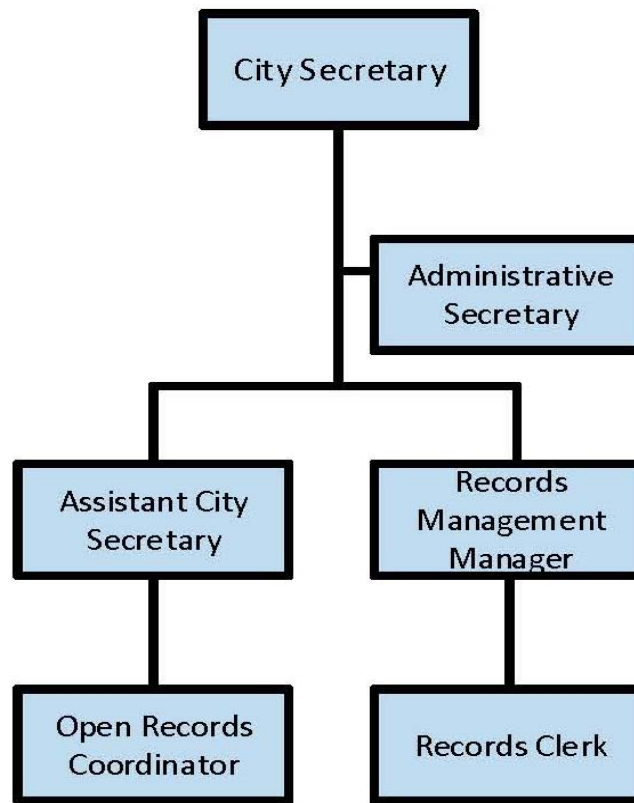 City Secretary
Administrative
Secretary
Assistant City
Secretary
Records
Management
Manager
Open Records
Coordinator
Records Clerk